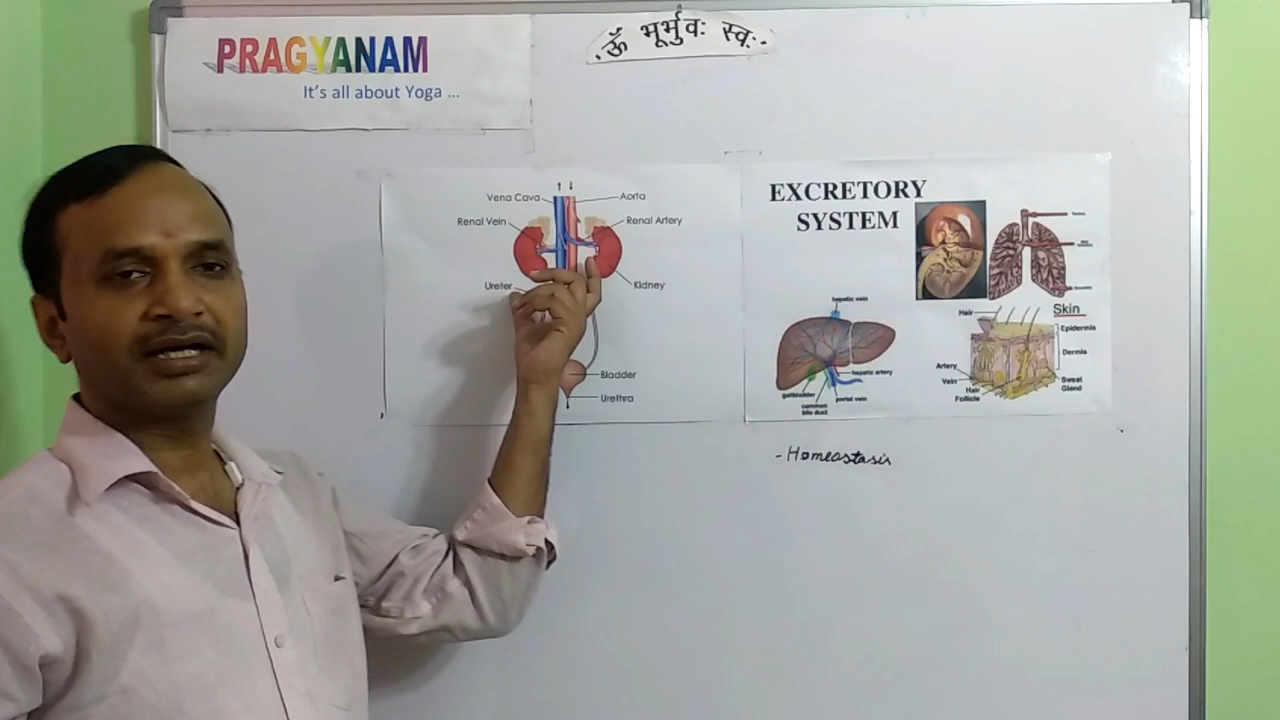 PRAGYANAM
It's all about Yoga ...
ॐ भूर्भुवः स्वः
Vena Cava
Aorta
Renal Vein
Renal Artery
Ureter
Kidney
Bladder
Urethra
EXCRETORY
SYSTEM
hepatic vein
hepatic artery
gallbladder
common
bile duct
portal vein
Hair
Skin
Epidermis
Dermis
Artery
Vein
Hair
Follicle
Sweat
Gland
- Homeostasis